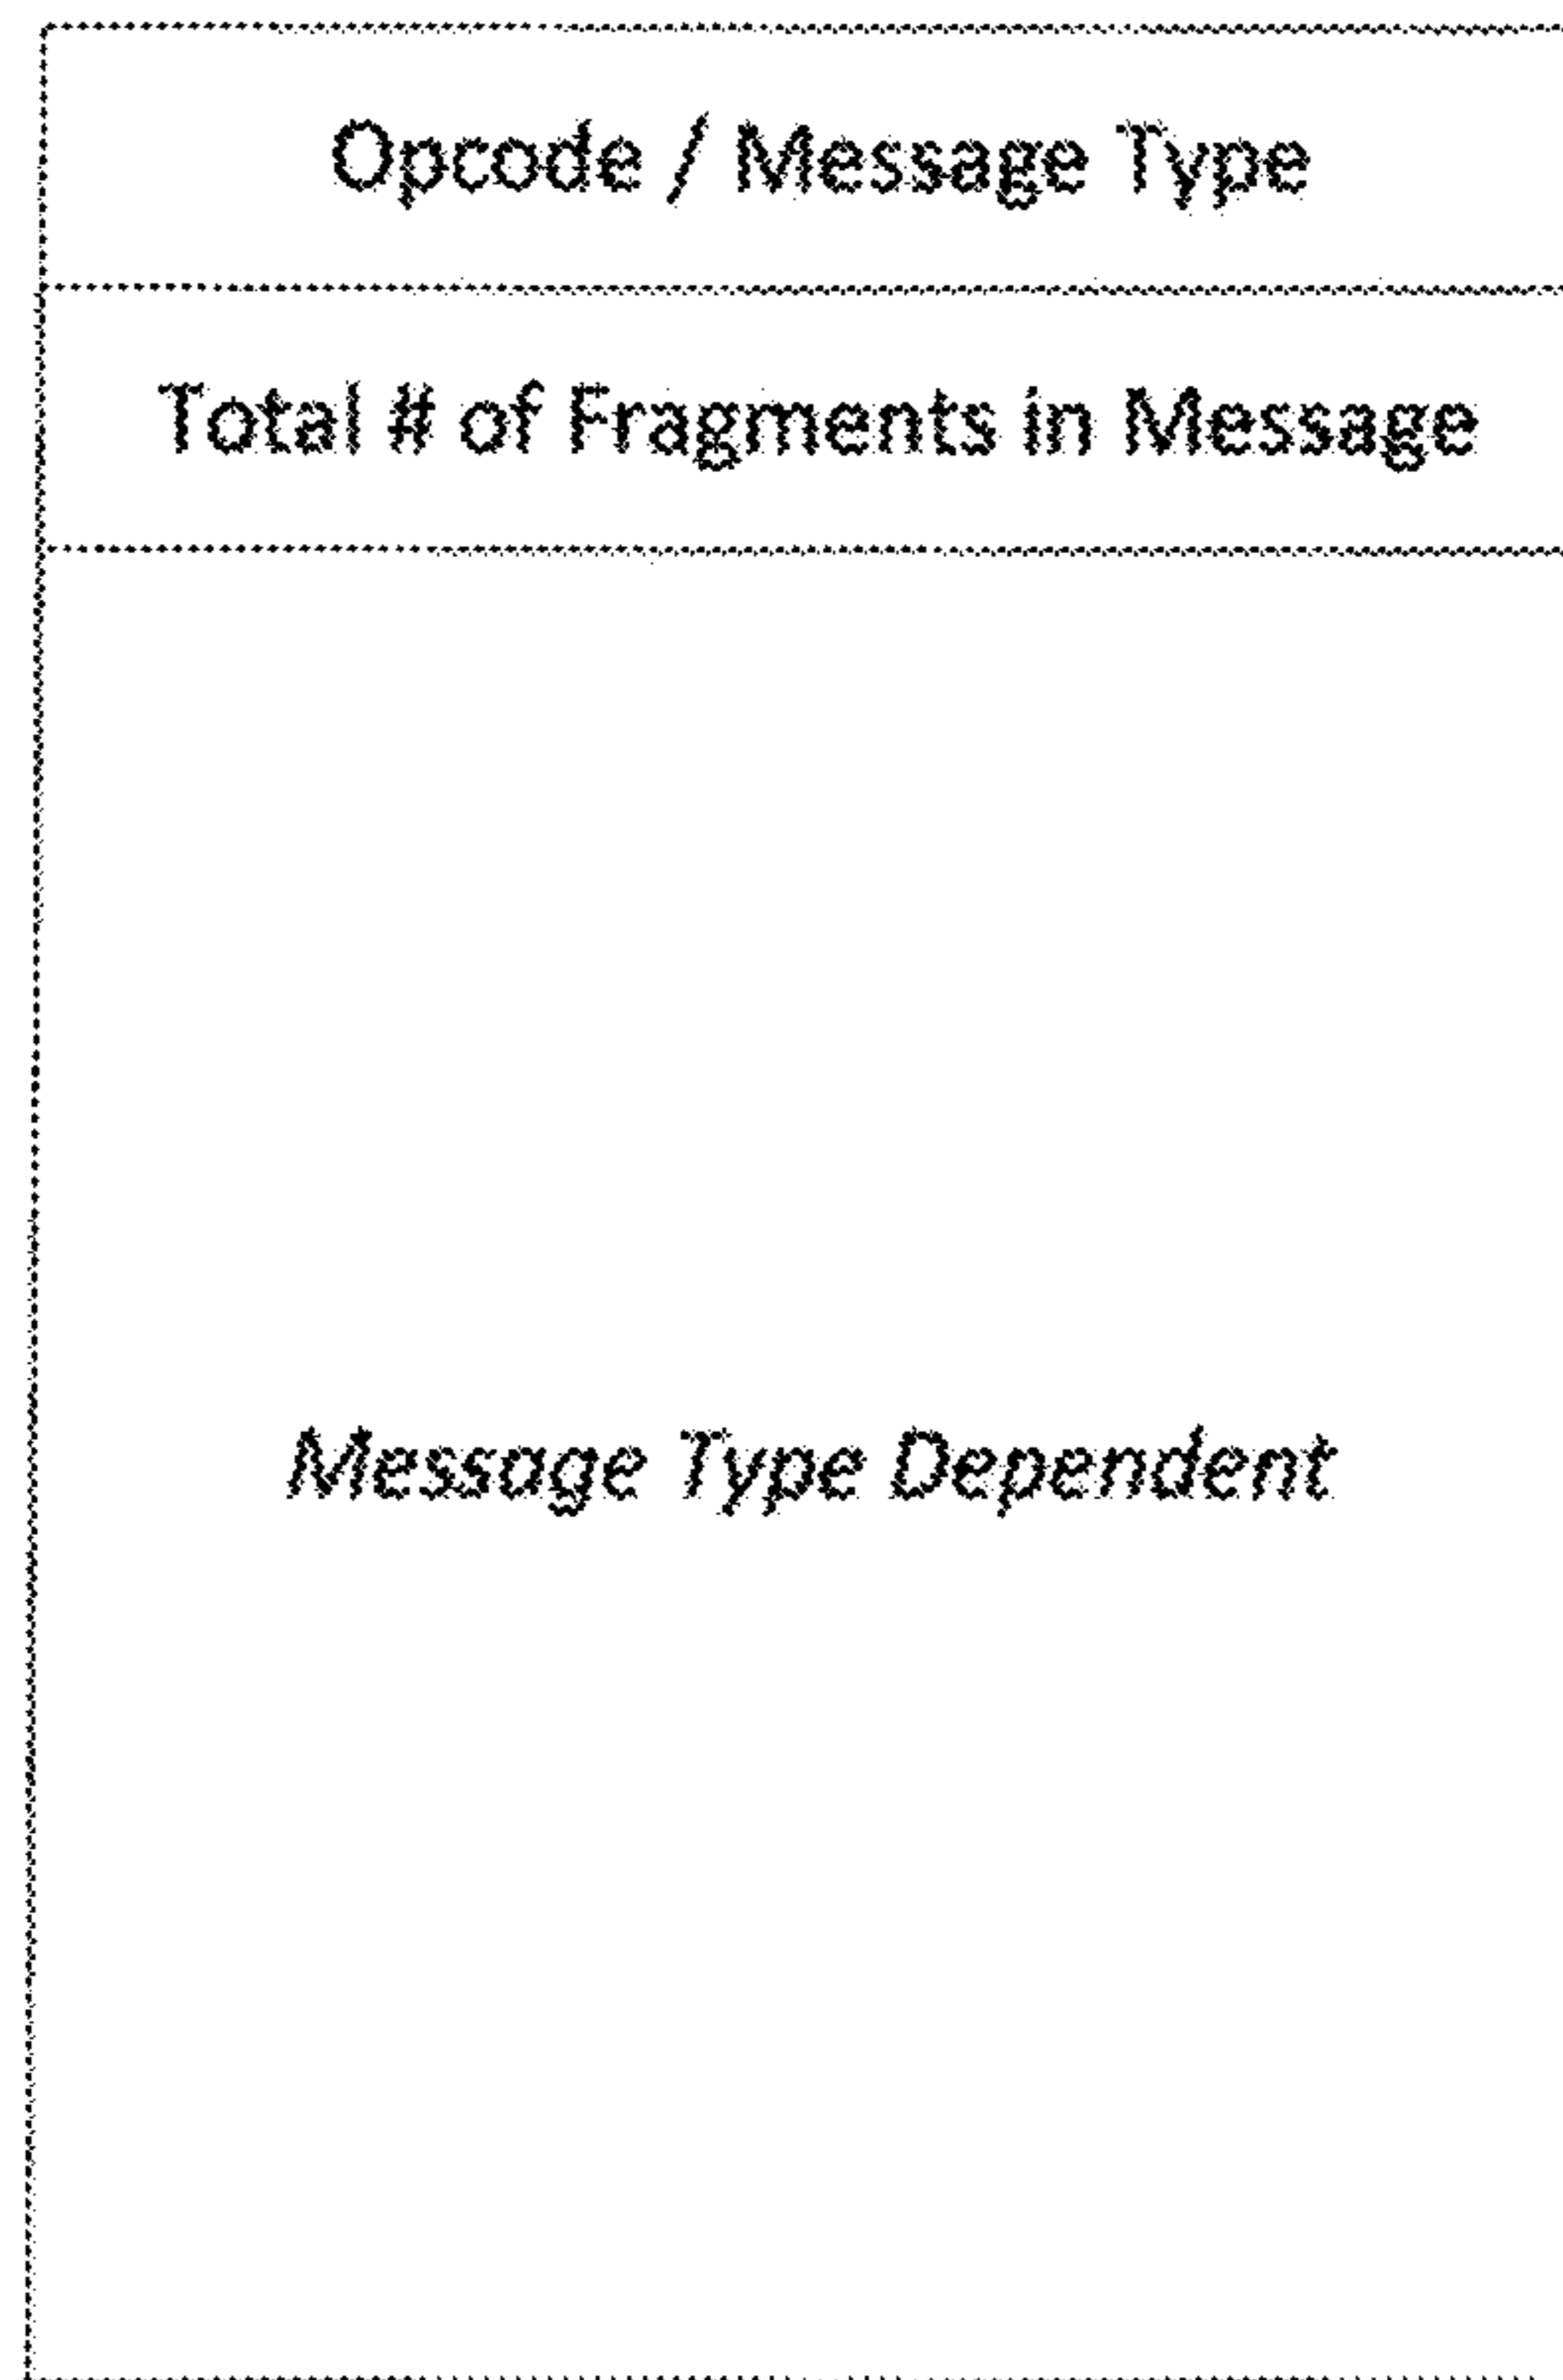 Opcode / Message Type
Total # of Fragments in Message
Message Type Dependent